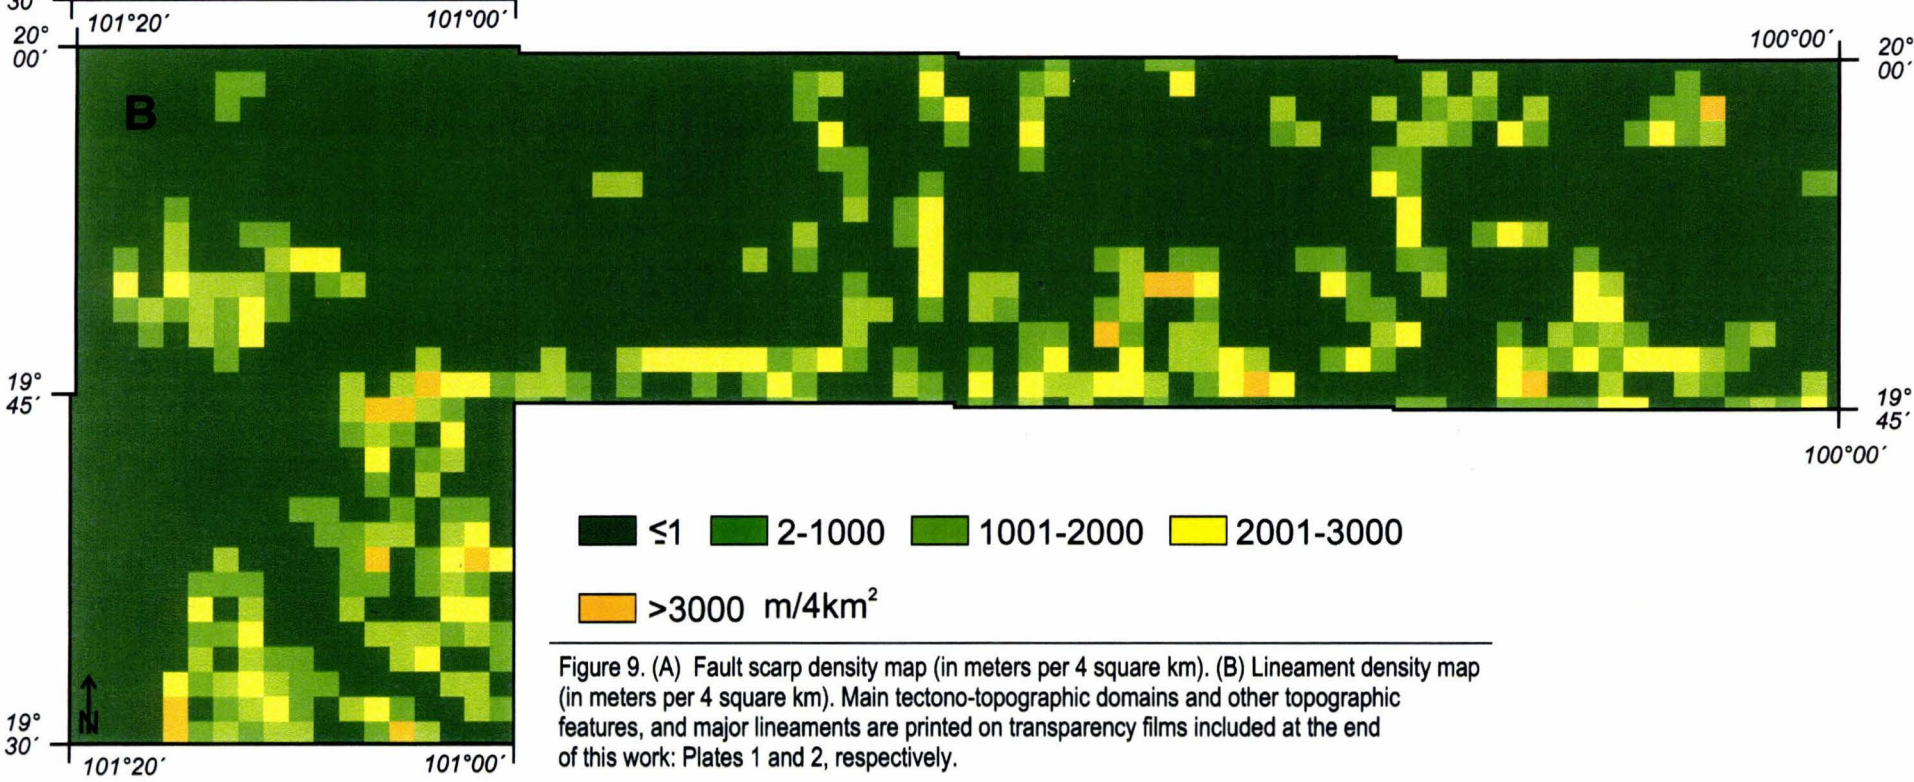 30´
101°20´ 101°00´
20°
00´
100°00´
20°
00´
B
19°
45´
19°
45´
100°00´
≤1 2-1000 1001-2000 2001-3000
>3000 m/4km²
Figure 9. (A) Fault scarp density map (in meters per 4 square km). (B) Lineament density map
(in meters per 4 square km). Main tectono-topographic domains and other topographic
features, and major lineaments are printed on transparency films included at the end
of this work: Plates 1 and 2, respectively.
N
19°
30´
101°20´ 101°00´